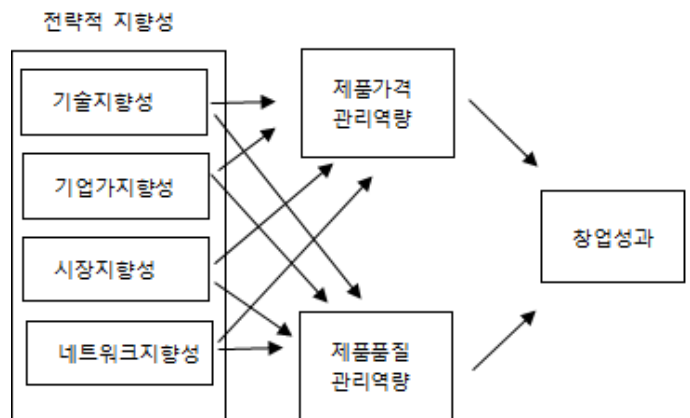 전략적 지향성
기술지향성
기업가지향성
시장지향성
네트워크지향성
제품가격
관리역량
제품품질
관리역량
창업성과